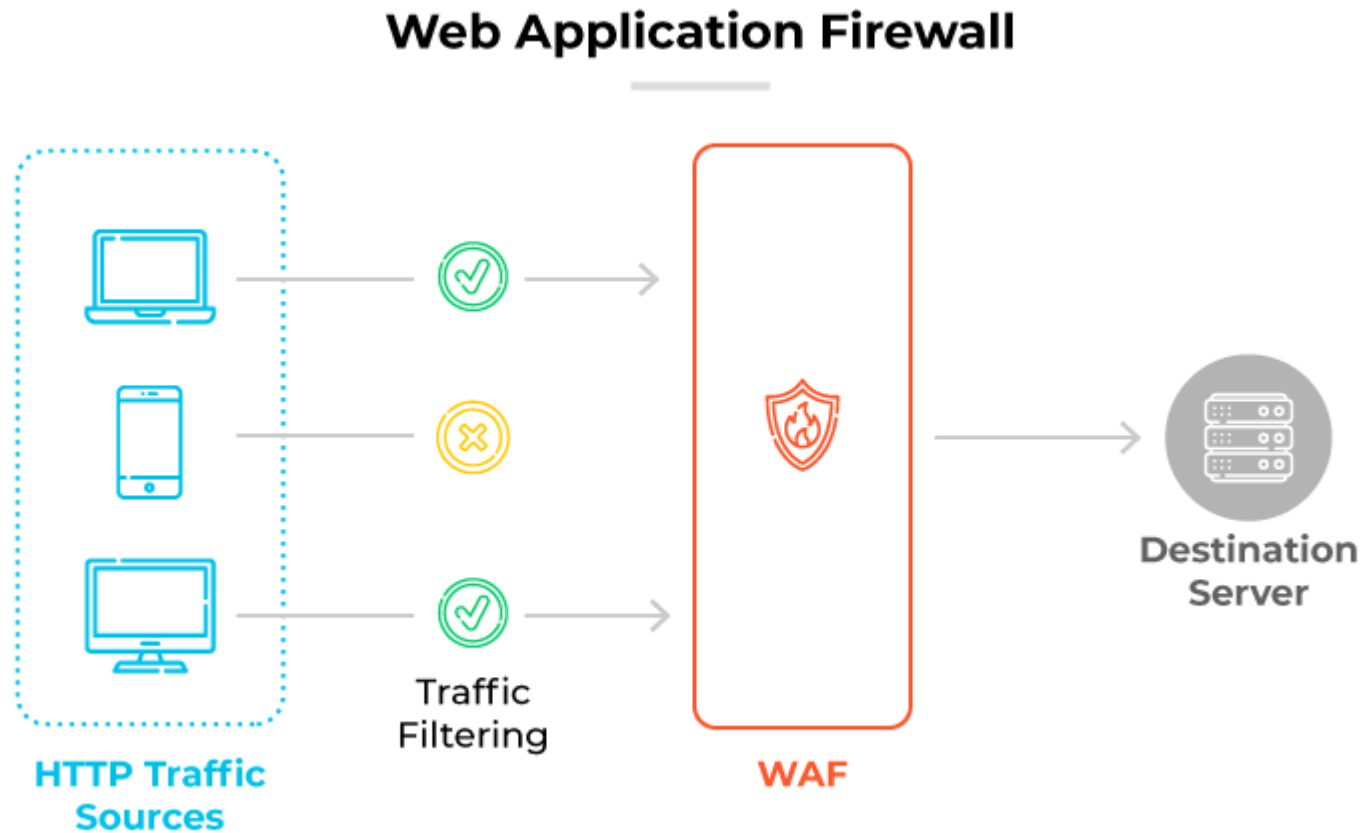 Web Application Firewall
Traffic
Filtering
HTTP Traffic
Sources
WAF
Destination
Server